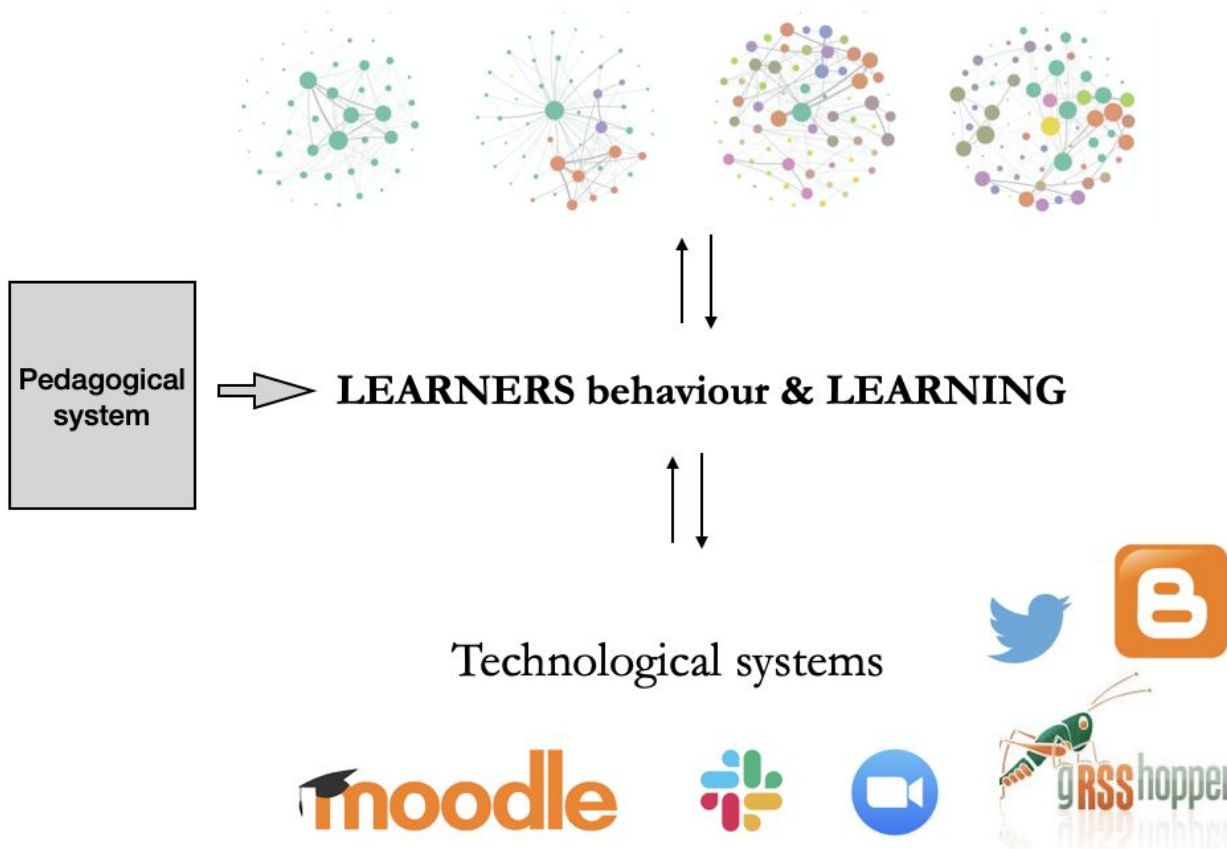 Pedagogical
system
LEARNERS behaviour & LEARNING
Technological systems
moodle
gRSShopper